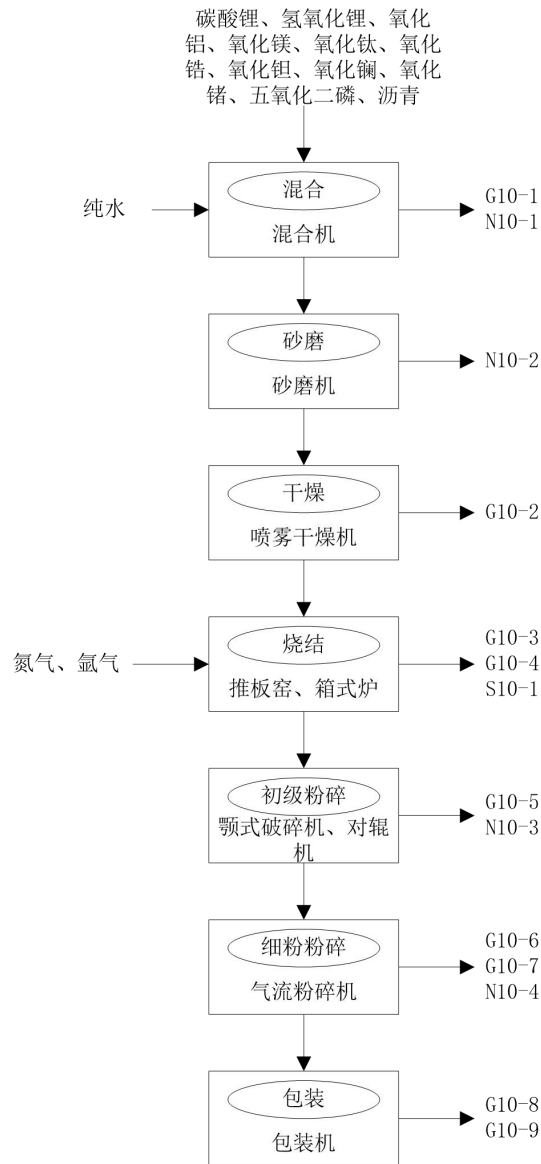 碳酸锂、氢氧化锂、氧化
铝、氧化镁、氧化钛、氧化
锆、氧化钽、氧化镧、氧化
锗、五氧化二磷、沥青
纯水
混合
混合机
G10-1
N10-1
砂磨
砂磨机
N10-2
干燥
喷雾干燥机
G10-2
氮气、氩气
烧结
推板窑、箱式炉
G10-3
G10-4
S10-1
初级粉碎
颚式破碎机、对辊
机
G10-5
N10-3
细粉粉碎
气流粉碎机
G10-6
G10-7
N10-4
包装
包装机
G10-8
G10-9